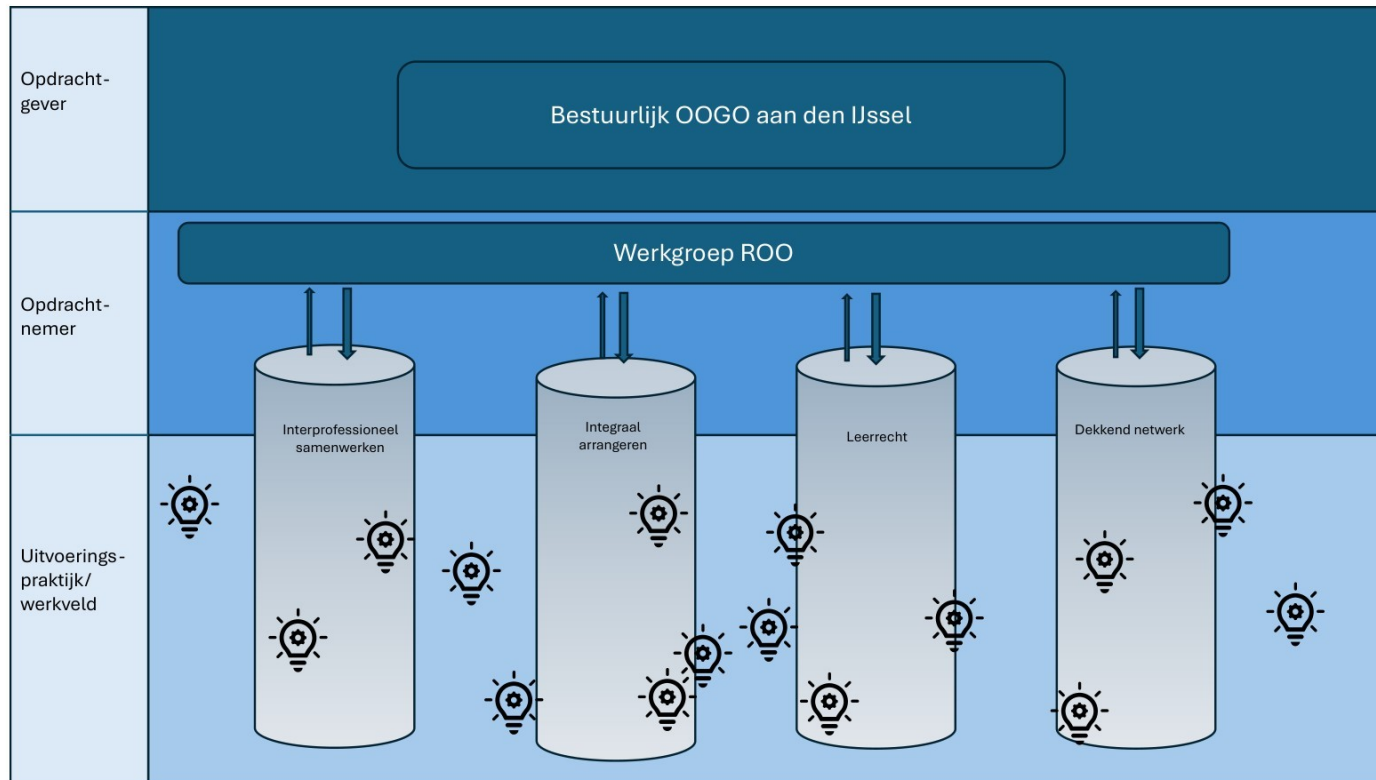 Opdracht-
gever
Bestuurlijk OOGO aan den IJssel
Opdracht-
nemer
Werkgroep ROO
Interprofessioneel
samenwerken
Integraal
arrangeren
Leerrecht
Dekkend netwerk
Uitvoerings-
praktijk/
werkveld